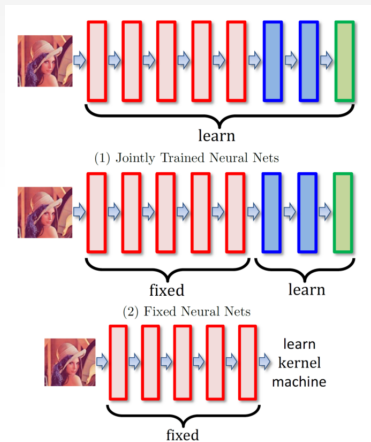 learn
(1) Jointly Trained Neural Nets
fixed
learn
(2) Fixed Neural Nets
learn
kernel
machine
fixed